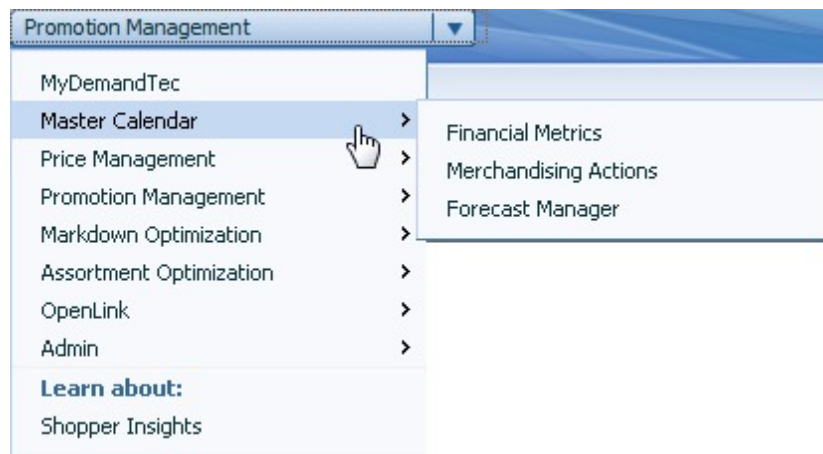 Promotion Management
MyDemandTec
Master Calendar
Price Management
Promotion Management
Markdown Optimization
Assortment Optimization
OpenLink
Admin
Learn about:
Shopper Insights
Financial Metrics
Merchandising Actions
Forecast Manager